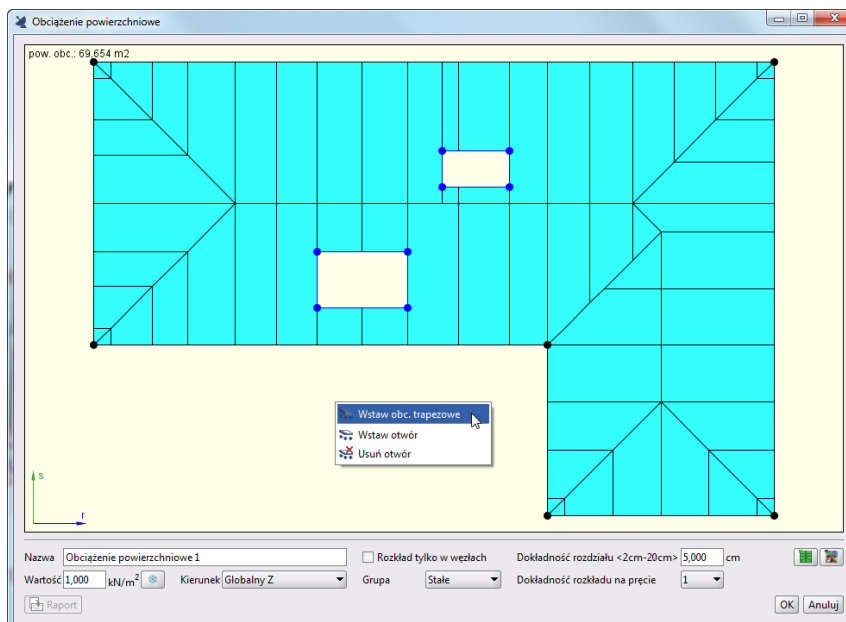 Obciążenie powierzchniowe
pow. obc.: 69,654 m2
Wstaw obc. trapezowe
Wstaw otwór
Usuń otwór
s
r
Nazwa Obciążenie powierzchniowe 1 Rozkład tylko w węzłach Dokładność rozdziału <2cm-20cm> 5,000 cm
Wartość 1,000 kN/m2 Kierunek Globalny Z Grupa Stałe Dokładność rozkładu na pręcie 1
Raport OK Anuluj